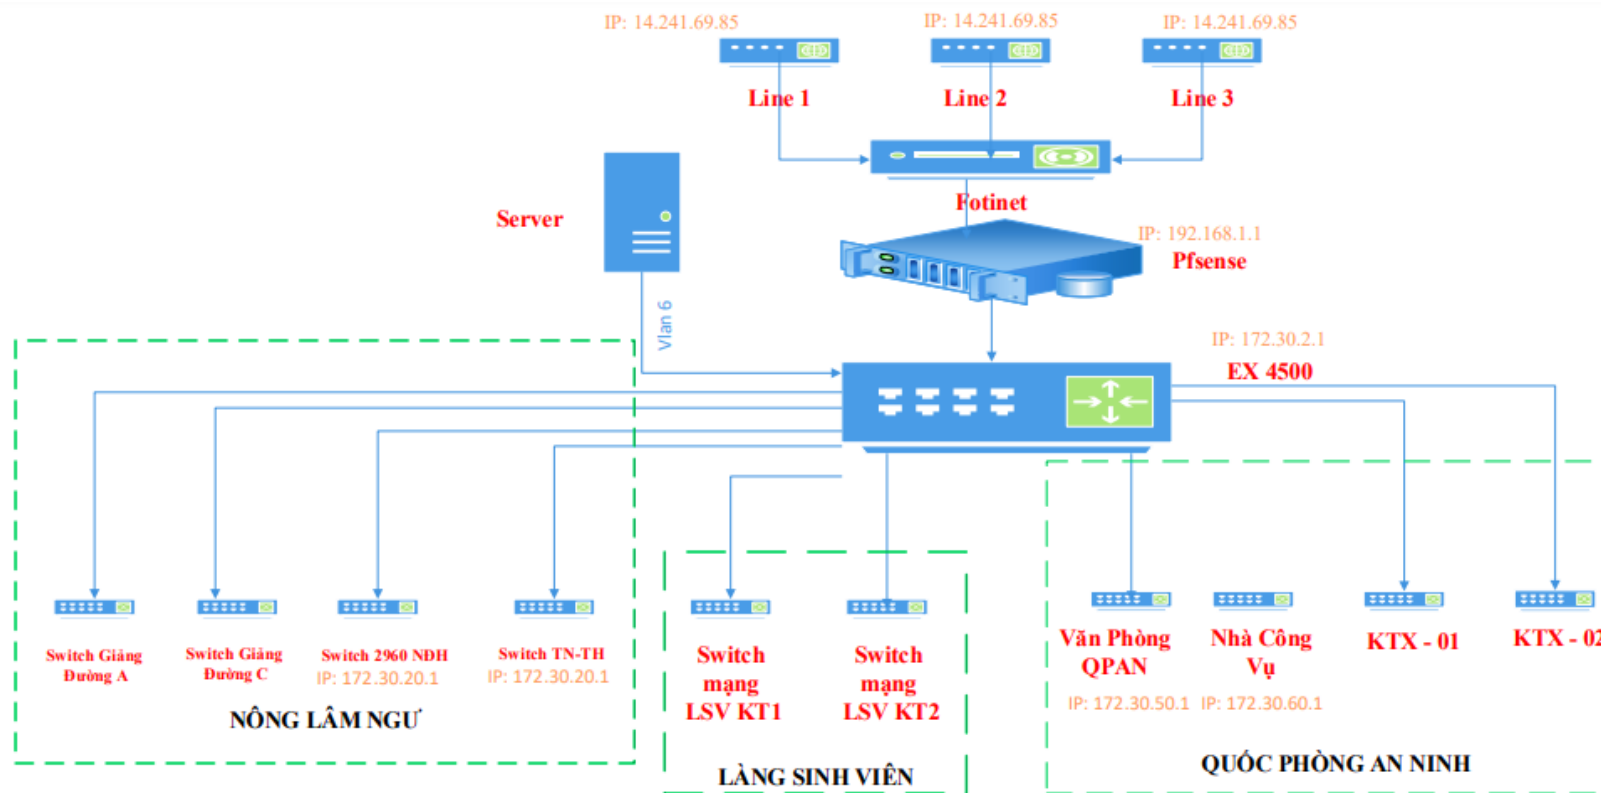 IP: 14.241.69.85
IP: 14.241.69.85
IP: 14.241.69.85
Line 1
Line 2
Line 3
Fotinet
Server
IP: 192.168.1.1
Pfsense
Vlan 6
IP: 172.30.2.1
EX 4500
Switch Giảng
Đường A
Switch Giảng
Đường C
Switch 2960 NĐH
IP: 172.30.20.1
Switch TN-TH
IP: 172.30.20.1
NÔNG LÂM NGƯ
Switch
mạng
LSV KT1
Switch
mạng
LSV KT2
LÀNG SINH VIÊN
Văn Phòng
QPAN
IP: 172.30.50.1
Nhà Công
Vụ
IP: 172.30.60.1
KTX - 01
KTX - 02
QUỐC PHÒNG AN NINH